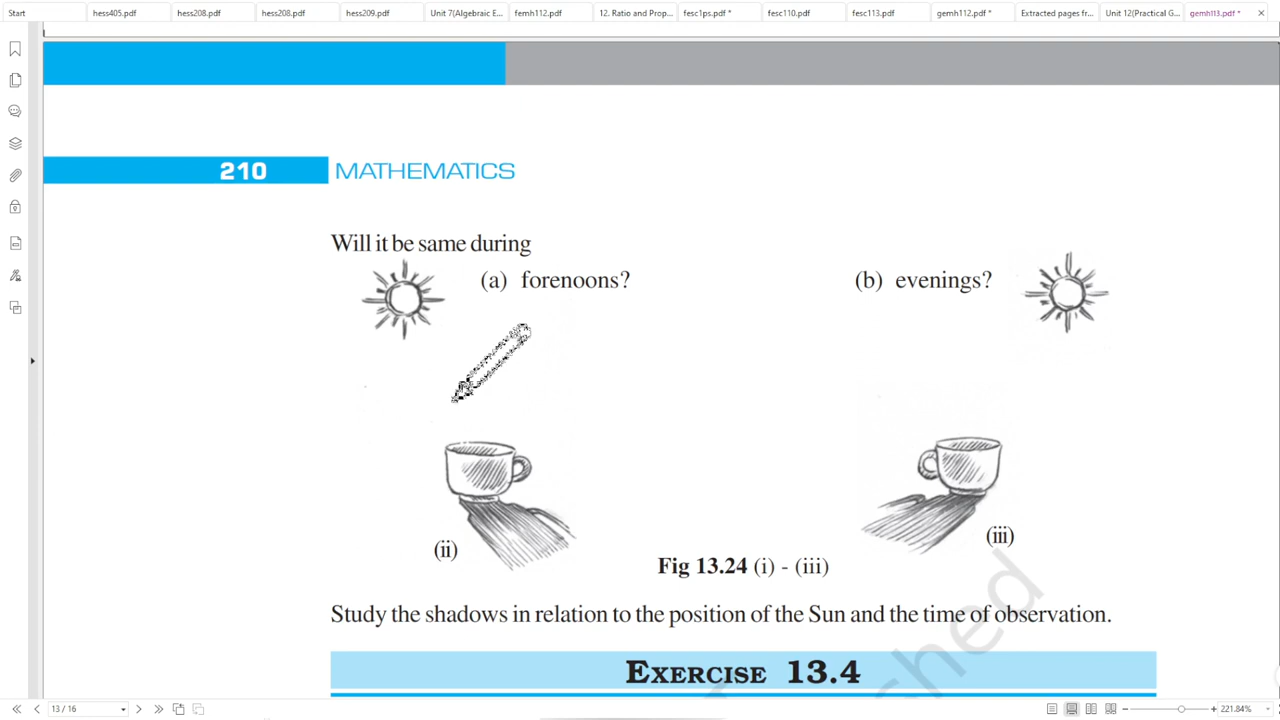 Start
hess405.pdf
hess208.pdf
hess208.pdf
hess209.pdf
Unit 7(Algebraic E...
femh112.pdf
12. Ratio and Prop...
fesc1ps.pdf *
fesc110.pdf
fesc113.pdf
gemh112.pdf *
Extracted pages fr...
Unit 12(Practical G...
gemh113.pdf *
210 MATHEMATICS
Will it be same during
(a) forenoons?
(b) evenings?
(ii)
(iii)
Fig 13.24 (i) - (iii)
Study the shadows in relation to the position of the Sun and the time of observation.
EXERCISE 13.4
shed
13 / 16
221.84%